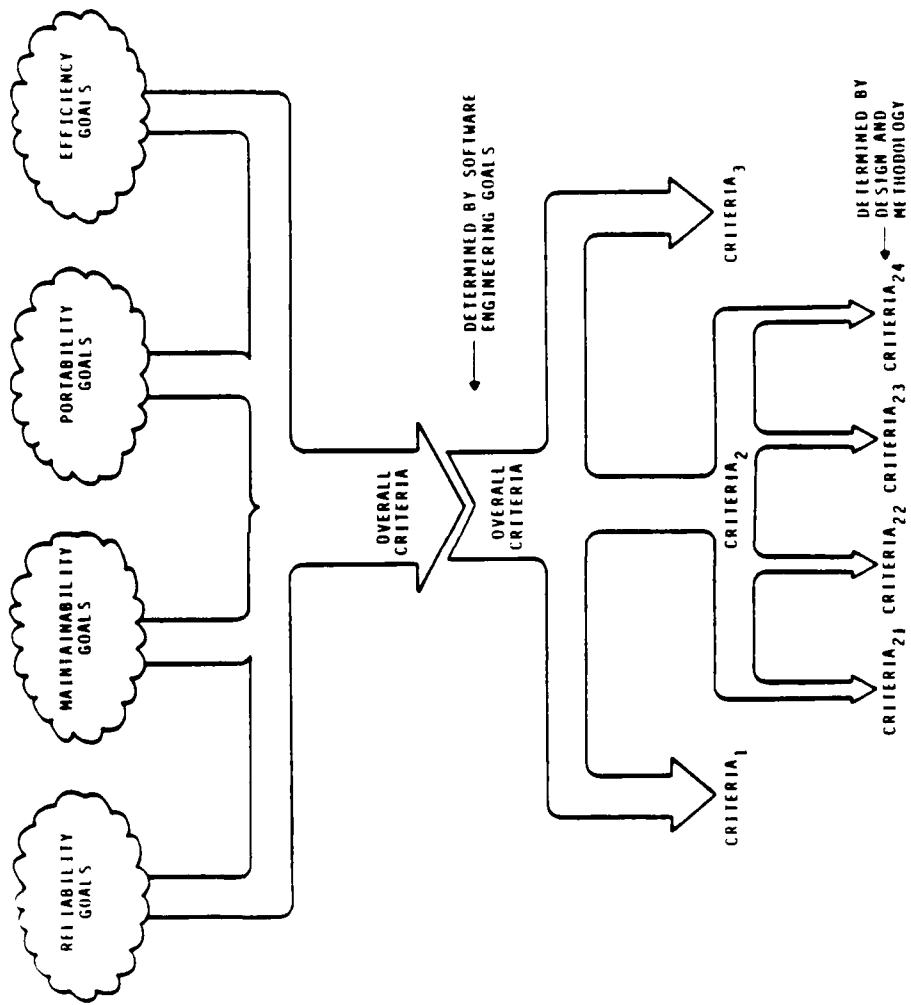 RELIABILITY
GOALS
MAINTAINABILITY
GOALS
PORTABILITY
GOALS
EFFICIENCY
GOALS
OVERALL
CRITERIA
OVERALL
CRITERIA
DETERMINED BY SOFTWARE
ENGINEERING GOALS
CRITERIA1
CRITERIA2
CRITERIA3
CRITERIA21
CRITERIA22
CRITERIA23
CRITERIA24
DETERMINED BY
DESIGN AND
METHODOLOGY